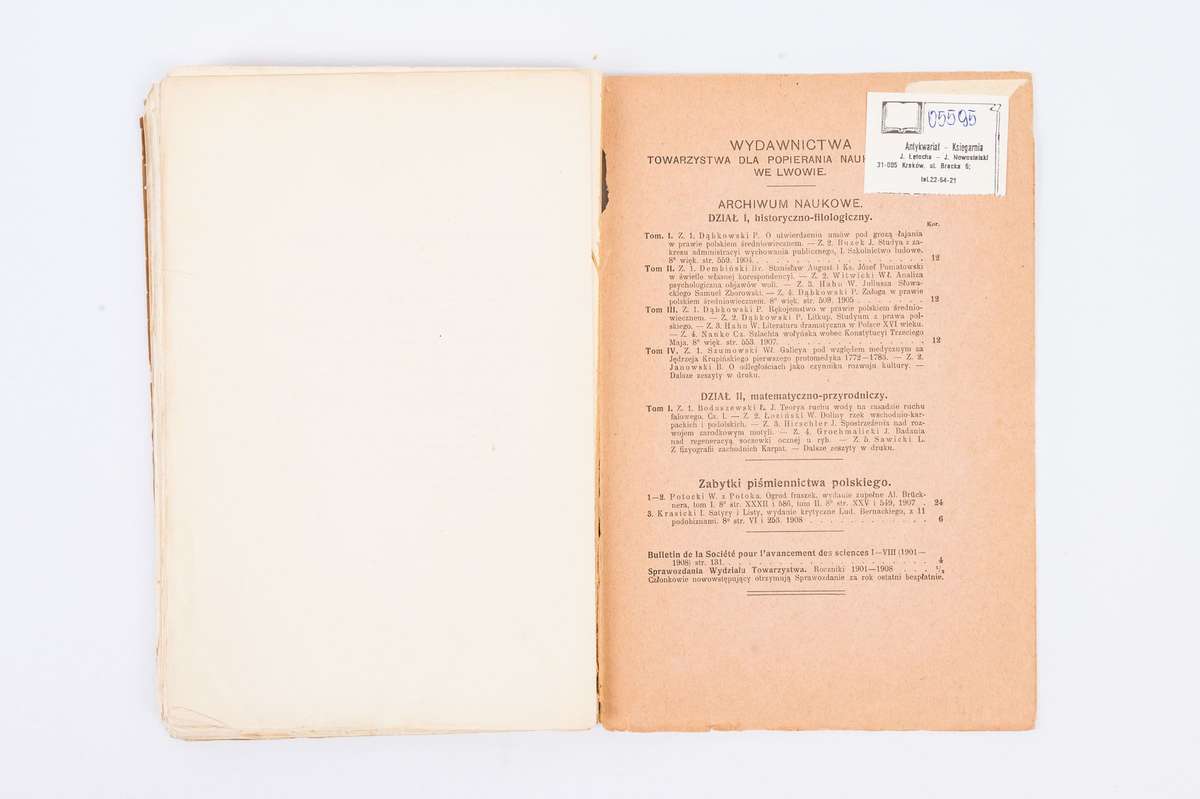 05595
Antykwariat - Księgarnia
J. Łętocha - J. Nowosielski
31-005 Kraków, ul. Bracka 6;
tel.22-64-21
WYDAWNICTWA
TOWARZYSTWA DLA POPIERANIA NAU
WE LWOWIE.
ARCHIWUM NAUKOWE.
DZIAŁ I, historyczno-filologiczny.
Kor.
Tom. I. Z. 1. Dąbkowski P. O utwierdzeniu umów pod grozą łajania
w prawie polskiem średniowiecznem. — Z. 2. Buzek J. Studya z za-
kresu administracyi wychowania publicznego, I. Szkolnictwo ludowe.
8° więk. str. 559. 1904. . . . . . . . . . . . . . . . . 12
Tom II. Z. 1. Dembiński Br. Stanisław August i Ks. Józef Poniatowski
w świetle własnej korespondencyi. — Z. 2. Witwicki Wł. Analiza
psychologiczna objawów woli. — Z. 3. Hahn W. Juliusza Słowa-
ckiego Samuel Zborowski. — Z. 4. Dąbkowski P. Załoga w prawie
polskiem średniowiecznem. 8° więk. str. 509. 1905 . . . . . . . 12
Tom III. Z. 1. Dąbkowski P. Rękojemstwo w prawie polskiem średnio-
wiecznem. — Z. 2. Dąbkowski P. Litkup. Studyum z prawa pol-
skiego. — Z. 3. Hahn W. Literatura dramatyczna w Polsce XVI wieku.
— Z. 4. Nanke Cz. Szlachta wołyńska wobec Konstytucyi Trzeciego
Maja. 8° więk. str. 553. 1907. . . . . . . . . . . . . . . 12
Tom IV. Z. 1. Szumowski Wł. Galicya pod względem medycznym za
Jędrzeja Krupińskiego pierwszego protomedyka 1772—1783. — Z. 2.
Janowski B. O odległościach jako czynniku rozwoju kultury. —
Dalsze zeszyty w druku.
DZIAŁ II, matematyczno-przyrodniczy.
Tom I. Z. 1. Boduszewski Ł. J. Teorya ruchu wody na zasadzie ruchu
falowego. Cz. I. — Z. 2. Łoziński W. Doliny rzek wschodnio-kar-
packich i podolskich. — Z. 3. Hirschler J. Spostrzeżenia nad roz-
wojem zarodkowym motyli. — Z. 4. Grochmalicki J. Badania
nad regeneracyą soczewki ocznej u ryb. — Z. 5. Sawicki L.
Z fizyografii zachodnich Karpat. — Dalsze zeszyty w druku.
Zabytki piśmiennictwa polskiego.
1—2. Potocki W. z Potoka. Ogród fraszek, wydanie zupełne Al. Brück-
nera, tom I. 8° str. XXXII i 586, tom II. 8° str. XXV i 549, 1907 . 24
3. Krasicki I. Satyry i Listy, wydanie krytyczne Lud. Bernackiego, z 11
podobiznami. 8° str. VI i 253. 1908 . . . . . . . . . . . . 6
Bulletin de la Société pour l'avancement des sciences I—VIII (1901—
1908) str. 131. . . . . . . . . . . . . . . . . . . . . 4
Sprawozdania Wydziału Towarzystwa. Roczniki 1901—1908 . . . 1/2
Członkowie nowowstępujący otrzymują Sprawozdanie za rok ostatni bezpłatnie.